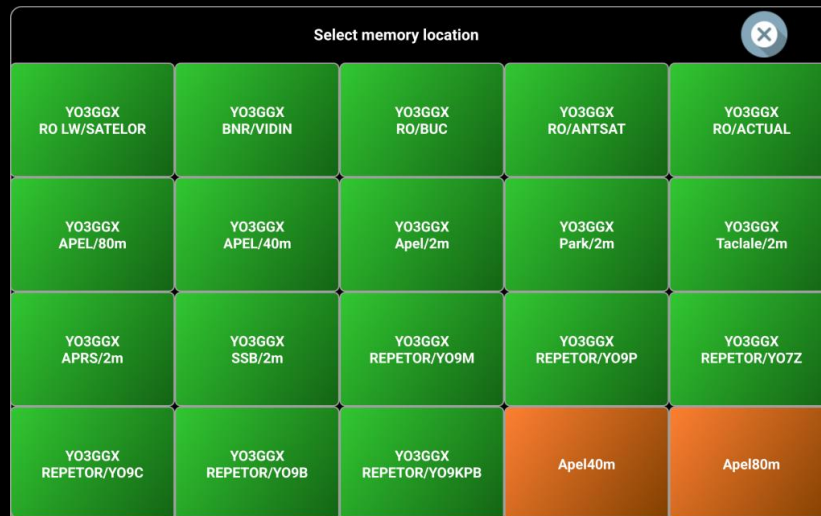 Select memory location
YO3GGX
RO LW/SATELOR
YO3GGX
BNR/VIDIN
YO3GGX
RO/BUC
YO3GGX
RO/ANTSAT
YO3GGX
RO/ACTUAL
YO3GGX
APEL/80m
YO3GGX
APEL/40m
YO3GGX
Apel/2m
YO3GGX
Park/2m
YO3GGX
Taclale/2m
YO3GGX
APRS/2m
YO3GGX
SSB/2m
YO3GGX
REPETOR/YO9M
YO3GGX
REPETOR/YO9P
YO3GGX
REPETOR/YO7Z
YO3GGX
REPETOR/YO9C
YO3GGX
REPETOR/YO9B
YO3GGX
REPETOR/YO9KPB
Apel40m
Apel80m